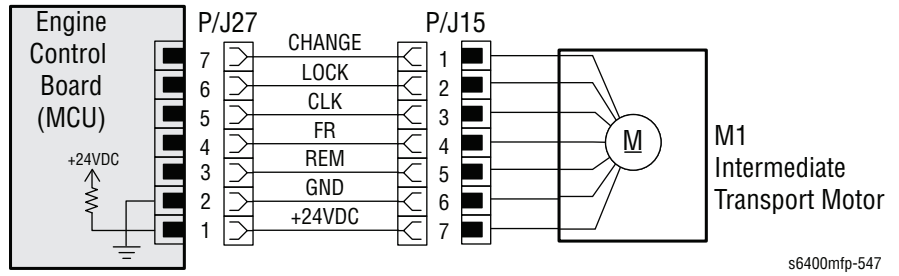 Engine
Control
Board
(MCU)
+24VDC
P/J27
P/J15
7 CHANGE 1
6 LOCK 2
5 CLK 3
4 FR 4
3 REM 5
2 GND 6
1 +24VDC 7
M
M1
Intermediate
Transport Motor
s6400mfp-547